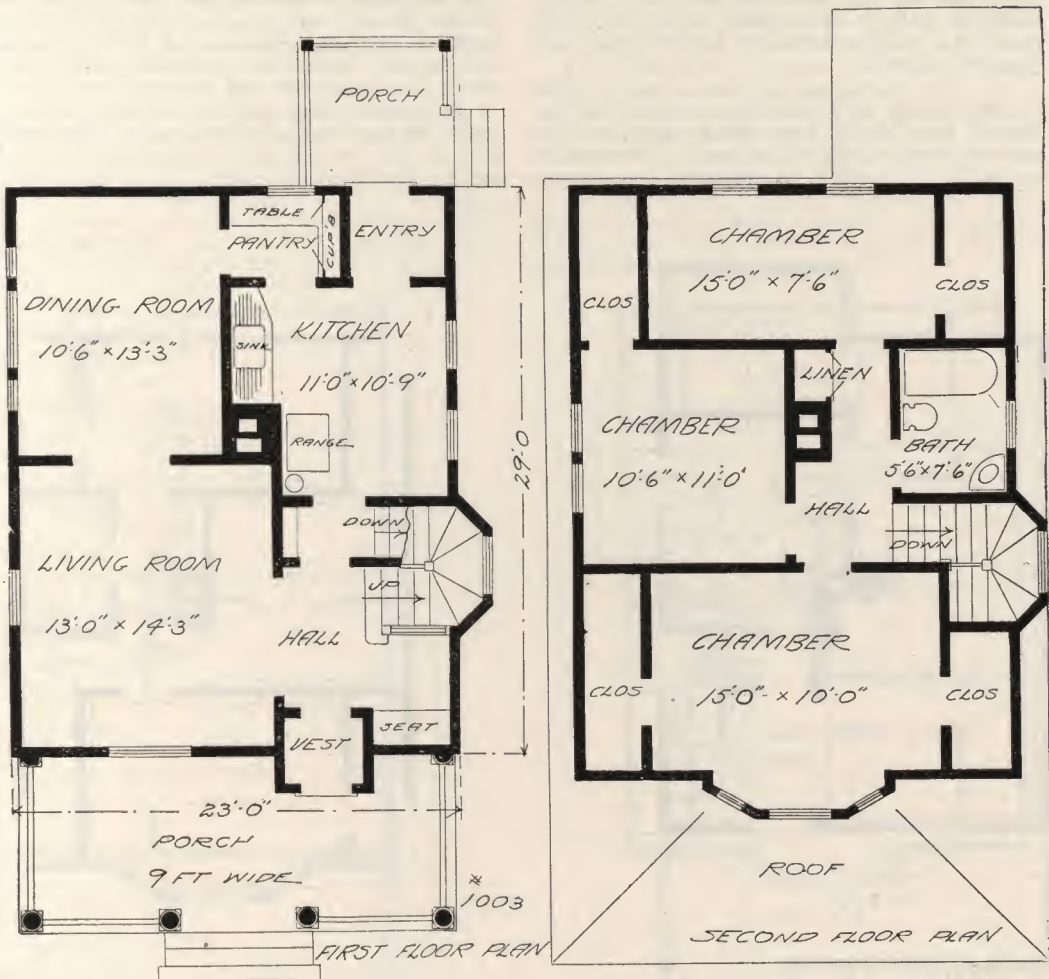 PORCH
TABLE
PANTRY
CUP'B
ENTRY
DINING ROOM
10'-6" × 13'-3"
SINK
KITCHEN
11'-0" × 10'-9"
RANGE
DOWN
UP
LIVING ROOM
13'-0" × 14'-3"
HALL
29'-0
VEST
SEAT
23'-0"
PORCH
9 FT WIDE
#
1003
FIRST FLOOR PLAN
CHAMBER
15'-0" × 7'-6"
CLOS
CLOS
LINEN
CHAMBER
10'-6" × 11'-0"
BATH
5'6" × 7'-6"
HALL
DOWN
CHAMBER
15'-0" - × 10'-0"
CLOS
CLOS
ROOF
SECOND FLOOR PLAN